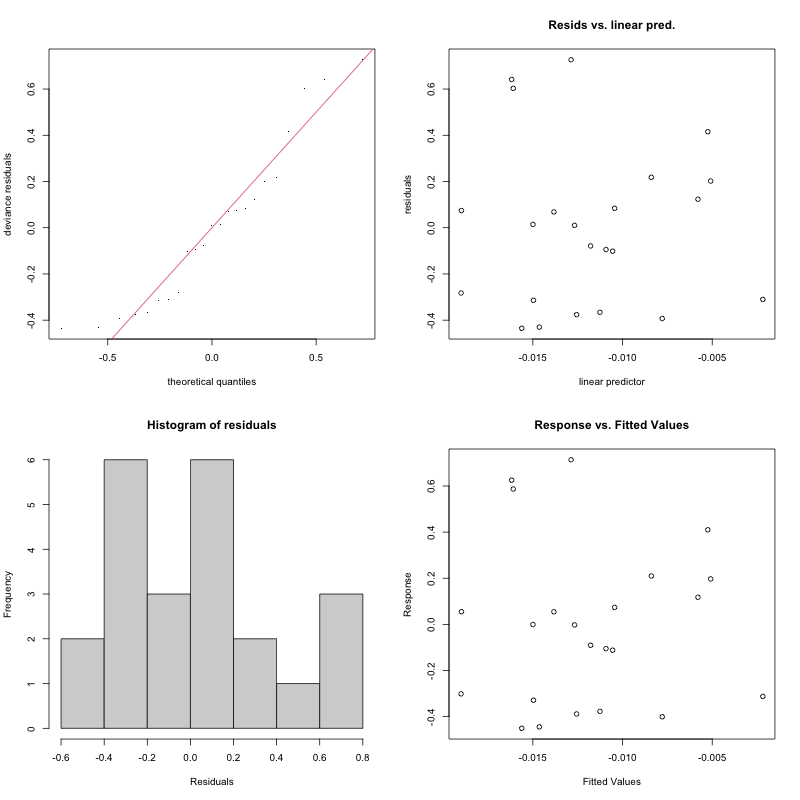 deviance residuals
-0.4 -0.2 0.0 0.2 0.4 0.6
-0.5 0.0 0.5
theoretical quantiles
Resids vs. linear pred.
residuals
-0.4 -0.2 0.0 0.2 0.4 0.6
-0.015 -0.010 -0.005
linear predictor
Histogram of residuals
Frequency
0 1 2 3 4 5 6
-0.6 -0.4 -0.2 0.0 0.2 0.4 0.6 0.8
Residuals
Response vs. Fitted Values
Response
-0.4 -0.2 0.0 0.2 0.4 0.6
-0.015 -0.010 -0.005
Fitted Values